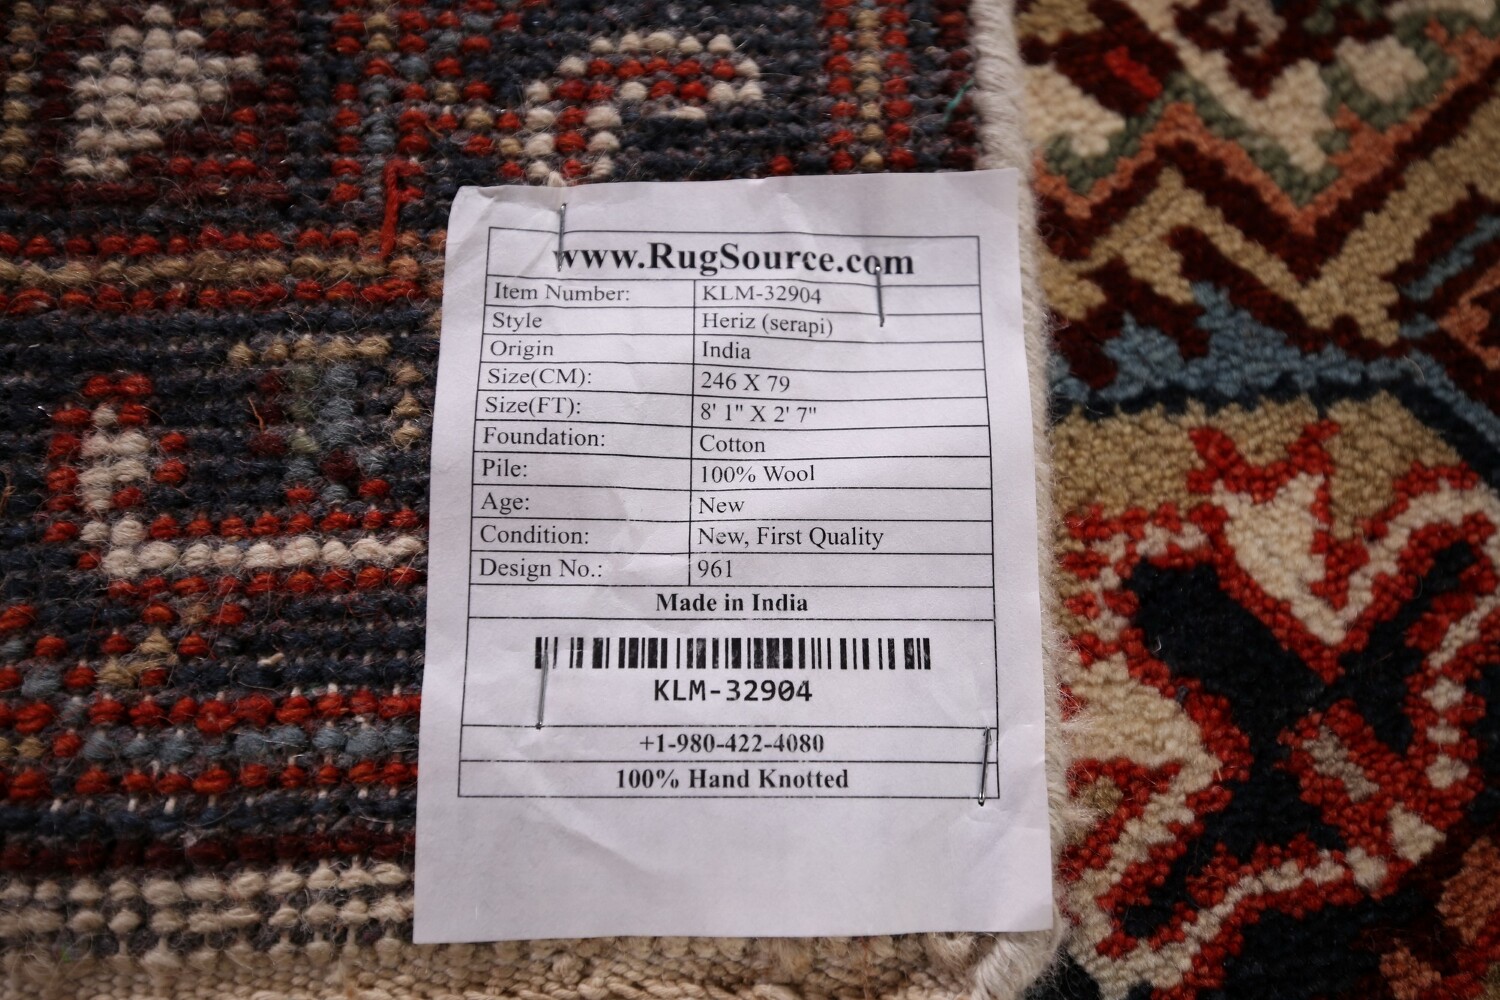 www.RugSource.com
Item Number: KLM-32904
Style Heriz (serapi)
Origin India
Size(CM): 246 X 79
Size(FT): 8' 1" X 2' 7"
Foundation: Cotton
Pile: 100% Wool
Age: New
Condition: New, First Quality
Design No.: 961
Made in India
KLM-32904
+1-980-422-4080
100% Hand Knotted